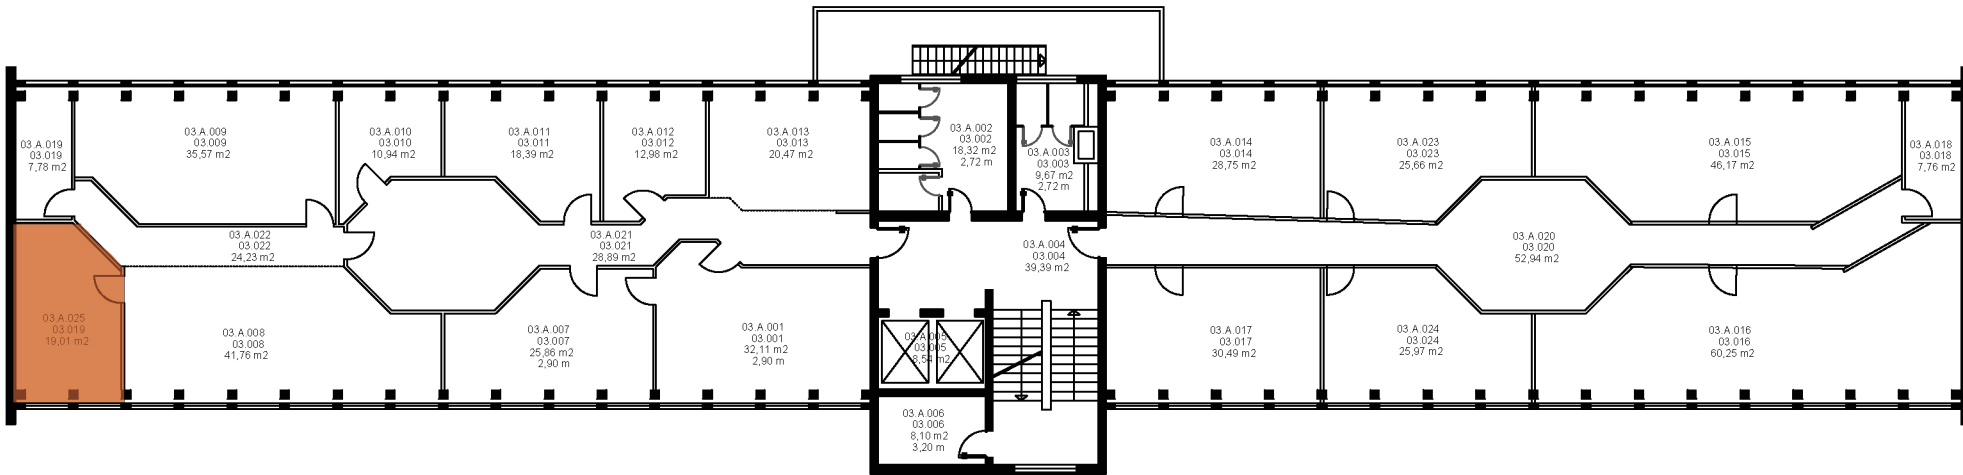 03.A.019
03.019
7,78 m2
03.A.009
03.009
35,57 m2
03.A.010
03.010
10,94 m2
03.A.011
03.011
18,39 m2
03.A.012
03.012
12,98 m2
03.A.013
03.013
20,47 m2
03.A.002
03.002
18,32 m2
2,72 m
03.A.003
03.003
9,67 m2
2,72 m
03.A.014
03.014
28,75 m2
03.A.023
03.023
25,66 m2
03.A.015
03.015
46,17 m2
03.A.018
03.018
7,76 m2
03.A.022
03.022
24,23 m2
03.A.021
03.021
28,89 m2
03.A.004
03.004
39,39 m2
03.A.020
03.020
52,94 m2
03.A.025
03.019
19,01 m2
03.A.008
03.008
41,76 m2
03.A.007
03.007
25,86 m2
2,90 m
03.A.001
03.001
32,11 m2
2,90 m
03.A.005
03.005
8,54 m2
03.A.017
03.017
30,49 m2
03.A.024
03.024
25,97 m2
03.A.016
03.016
60,25 m2
03.A.006
03.006
8,10 m2
3,20 m